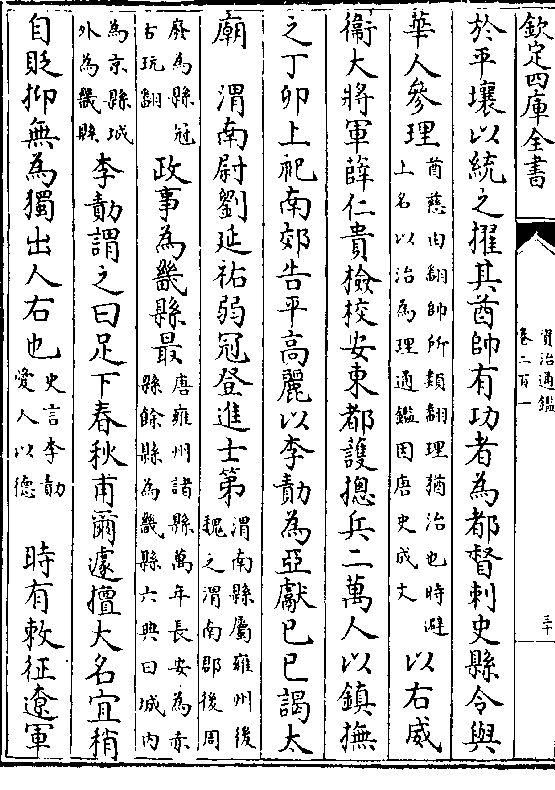 欽定四庫全書
資治通鑑
卷二百一
三十
於平壤以統之擢其酋帥有功者為都督刺史縣令與
華人參理
酋慈由翻帥所類翻理猶治也時避
上名以治為理通鑑因唐史成文
以右威
衞大將軍薛仁貴檢校安東都護揔兵二萬人以鎮撫
之丁卯上祀南郊告平高麗以李勣為亞獻己巳謁太
廟 渭南尉劉延祐弱冠登進士第
渭南縣屬雍州後
魏之渭南郡後周
廢為縣冠
古玩翻
政事為畿縣最
唐雍州諸縣萬年長安為赤
縣餘縣為畿縣六典曰城内
為京縣城
外為畿縣
李勣謂之曰足下春秋甫爾遽擅大名宜稍
自貶抑無為獨出人右也
史言李勣
愛人以德
時有敕征遼軍